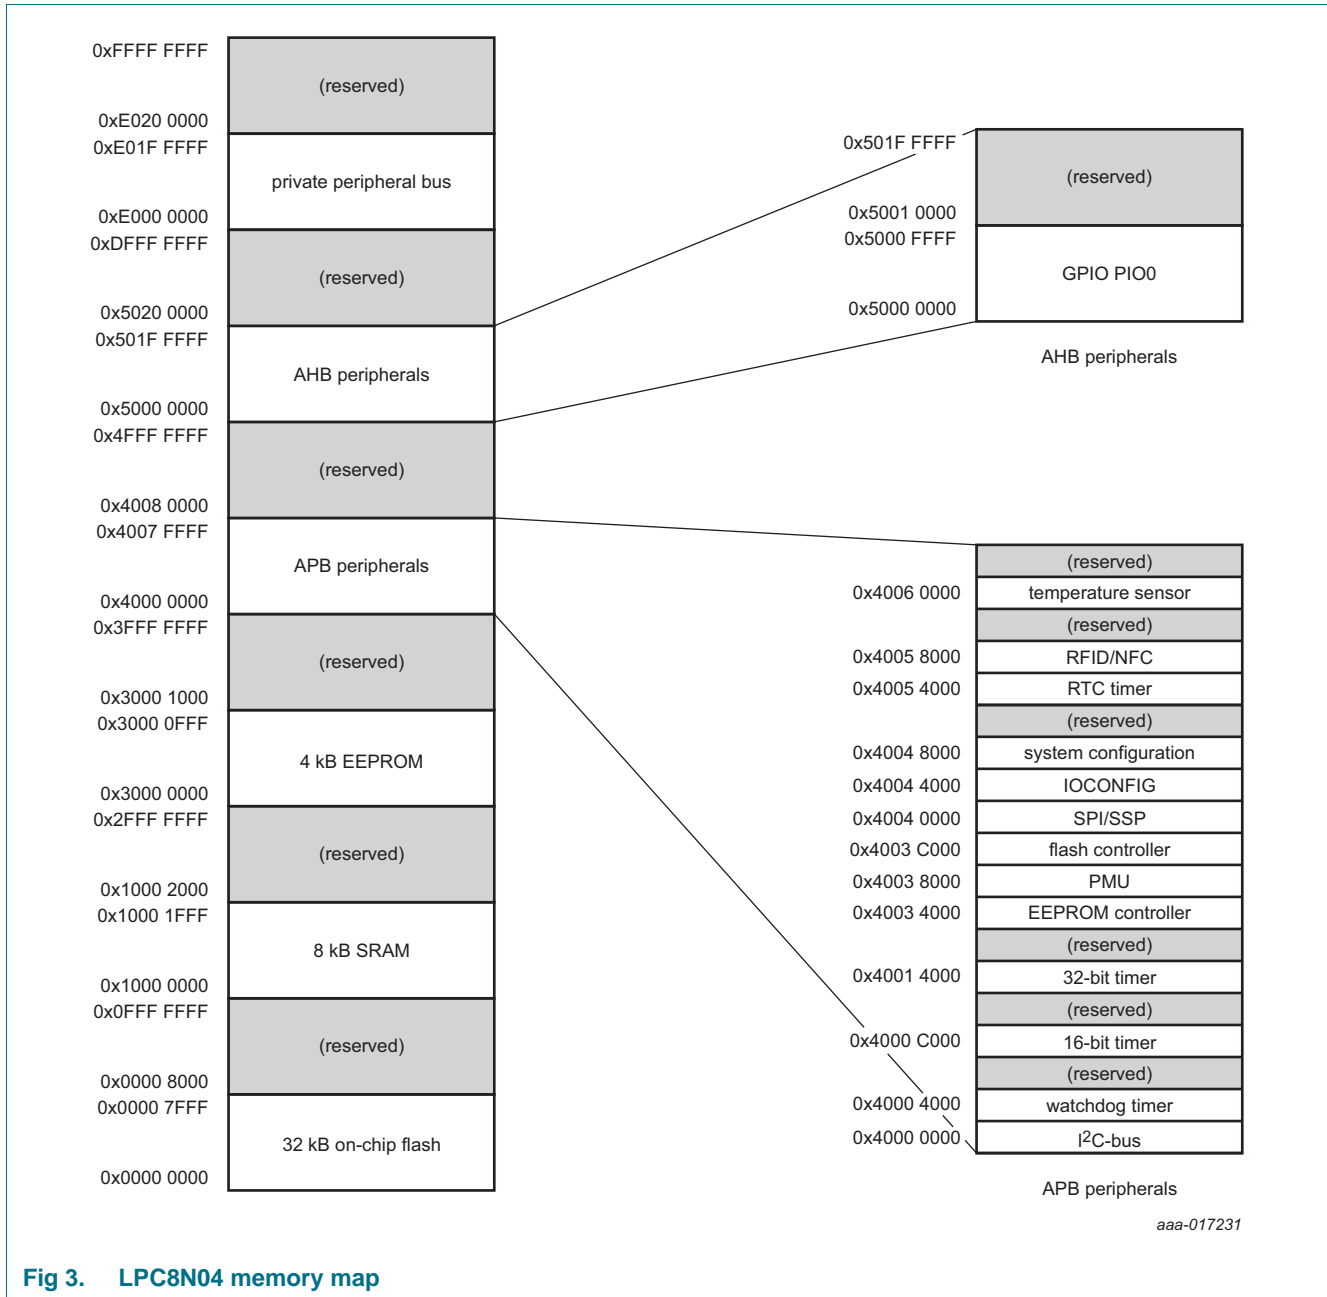 0xFFFF FFFF
(reserved)
0xE020 0000
0xE01F FFFF
private peripheral bus
0xE000 0000
0xDFFF FFFF
(reserved)
0x5020 0000
0x501F FFFF
AHB peripherals
0x5000 0000
0x4FFF FFFF
(reserved)
0x4008 0000
0x4007 FFFF
APB peripherals
0x4000 0000
0x3FFF FFFF
(reserved)
0x3000 1000
0x3000 0FFF
4 kB EEPROM
0x3000 0000
0x2FFF FFFF
(reserved)
0x1000 2000
0x1000 1FFF
8 kB SRAM
0x1000 0000
0x0FFF FFFF
(reserved)
0x0000 8000
0x0000 7FFF
32 kB on-chip flash
0x0000 0000
0x501F FFFF
(reserved)
0x5001 0000
0x5000 FFFF
GPIO PIO0
0x5000 0000
AHB peripherals
(reserved)
0x4006 0000 temperature sensor
(reserved)
0x4005 8000 RFID/NFC
0x4005 4000 RTC timer
(reserved)
0x4004 8000 system configuration
0x4004 4000 IOCONFIG
0x4004 0000 SPI/SSP
0x4003 C000 flash controller
0x4003 8000 PMU
0x4003 4000 EEPROM controller
(reserved)
0x4001 4000 32-bit timer
(reserved)
0x4000 C000 16-bit timer
(reserved)
0x4000 4000 watchdog timer
0x4000 0000 I2C-bus
APB peripherals
aaa-017231
Fig 3. LPC8N04 memory map